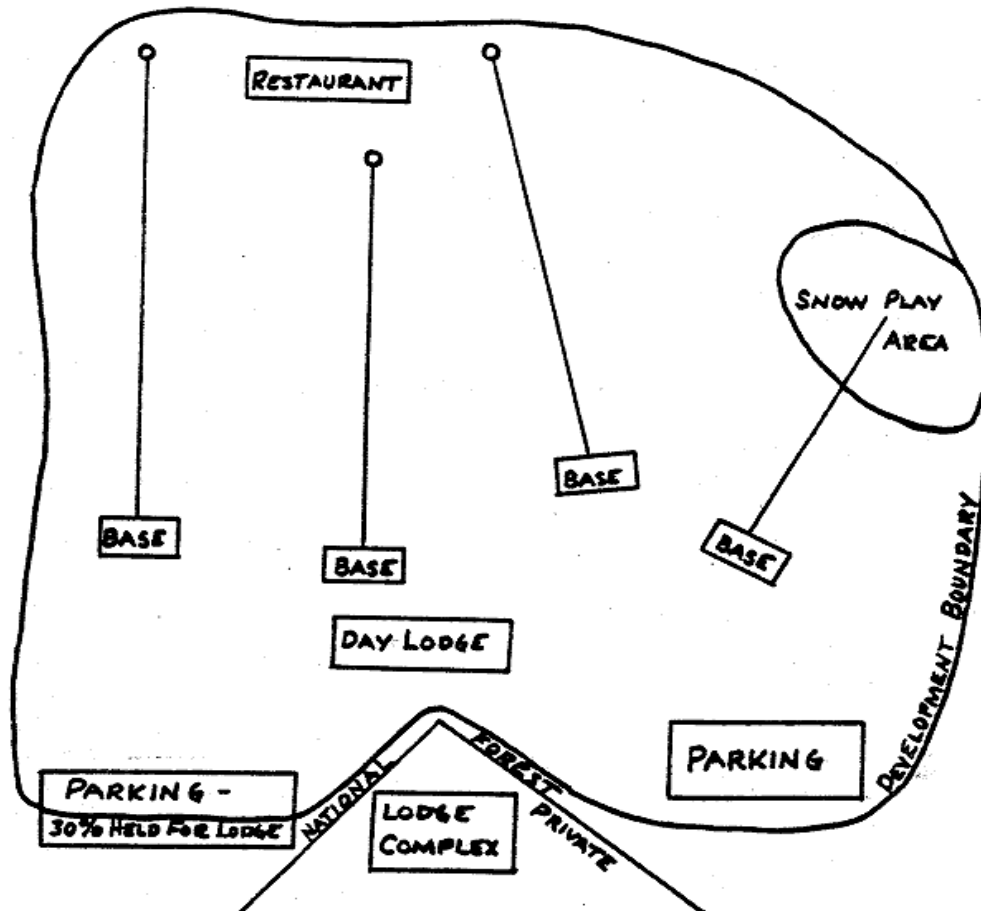 RESTAURANT
SNOW PLAY
AREA
BASE
BASE
BASE
BASE
DAY LODGE
DEVELOPMENT BOUNDARY
PARKING
PARKING -
30% HELD FOR LODGE
NATIONAL FOREST
PRIVATE
LODGE
COMPLEX